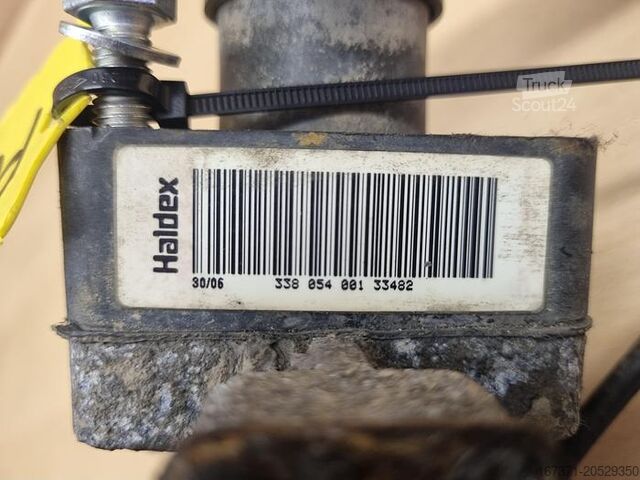 Truck
Scout24
Haldex
30/06 338 054 001 33482
167371-20529350